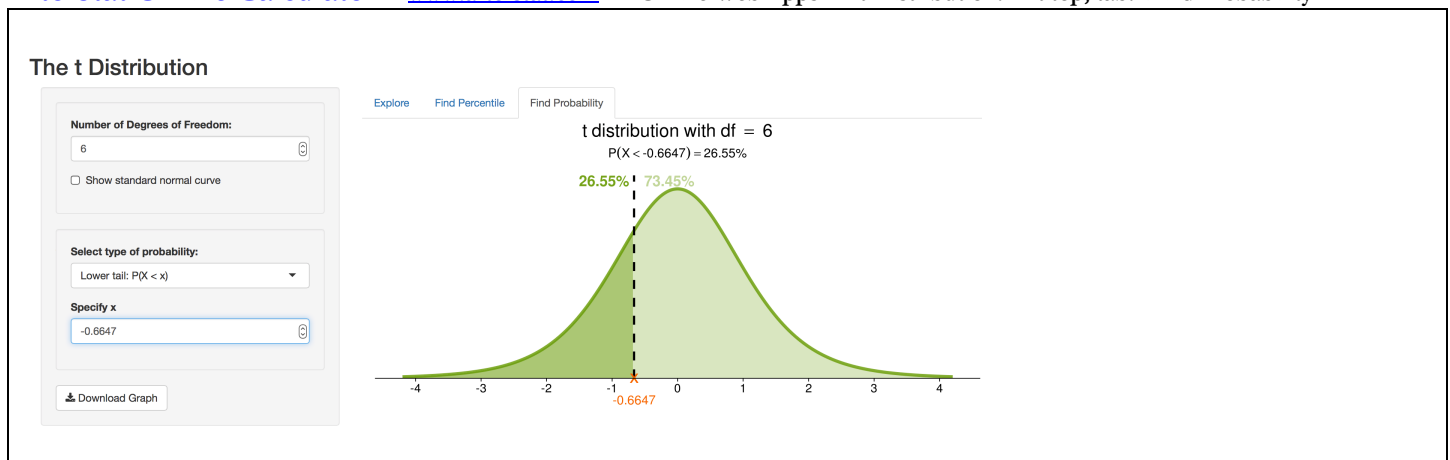 The t Distribution
Number of Degrees of Freedom:
6
Show standard normal curve
Select type of probability:
Lower tail: P(X < x)
Specify x
-0.6647
Download Graph
Explore Find Percentile Find Probability
t distribution with df = 6
P(X < -0.6647) = 26.55%
26.55% 73.45%
-4 -3 -2 -1 0 1 2 3 4
-0.6647